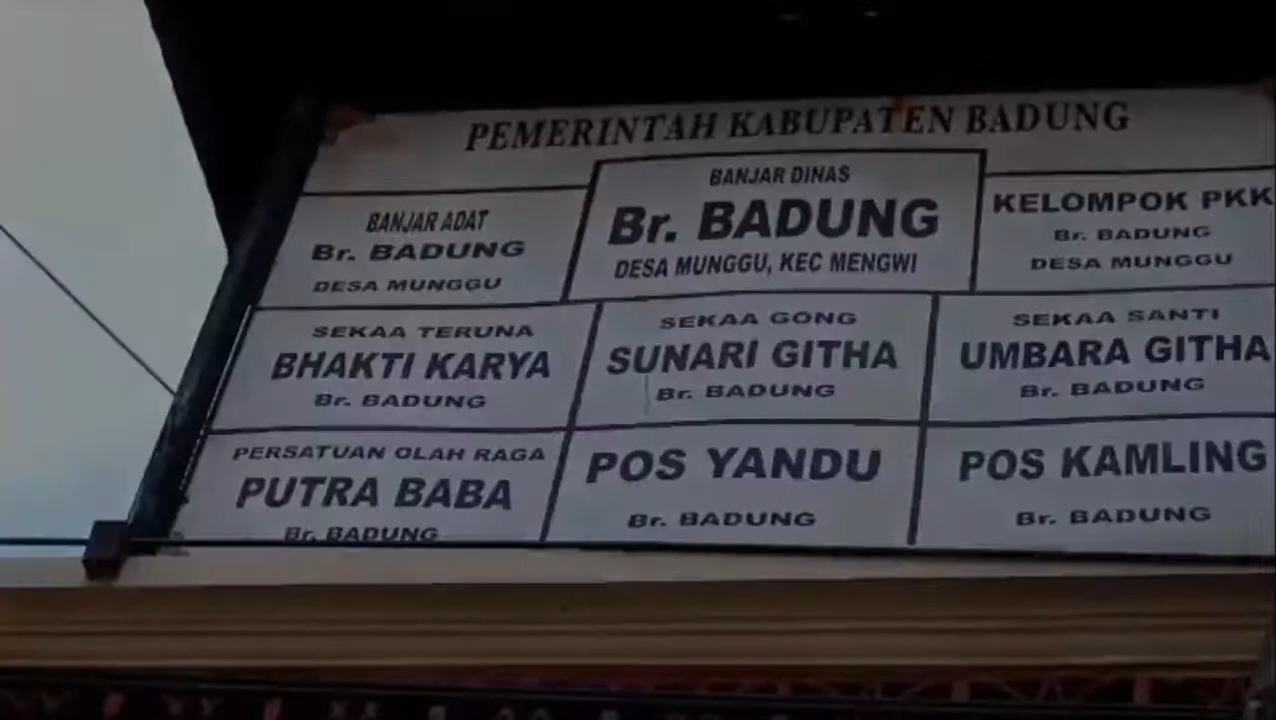 PEMERINTAH KABUPATEN BADUNG
BANJAR ADAT
Br. BADUNG
DESA MUNGGU
BANJAR DINAS
Br. BADUNG
DESA MUNGGU, KEC MENGWI
KELOMPOK PKK
Br. BADUNG
DESA MUNGGU
SEKAA TERUNA
BHAKTI KARYA
Br. BADUNG
SEKAA GONG
SUNARI GITHA
Br. BADUNG
SEKAA SANTI
UMBARA GITHA
Br. BADUNG
PERSATUAN OLAH RAGA
PUTRA BABA
Br. BADUNG
POS YANDU
Br. BADUNG
POS KAMLING
Br. BADUNG